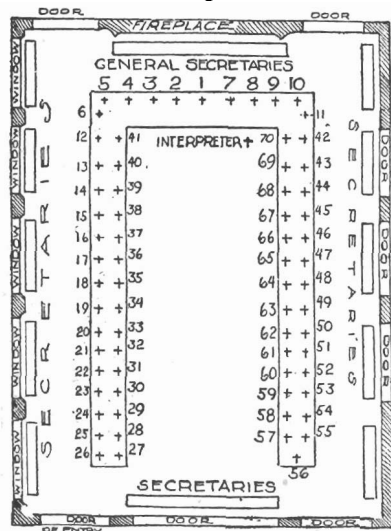 DOOR DOOR
FIREPLACE
GENERAL SECRETARIES
5 4 3 2 1 7 8 9 10
6 11
12 41 INTERPRETER 70 42
13 40 69 43
14 39 68 44
15 38 67 45
16 37 66 46
17 36 65 47
18 35 64 48
19 34 63 49
20 33 62 50
21 32 61 51
22 31 60 52
23 30 59 53
24 29 58 54
25 28 57 55
26 27
56
SECRETARIES
SECRETARIES
WINDOW
WINDOW
WINDOW
WINDOW
WINDOW
DOOR
DOOR
DOOR
SECRETARIES
DOOR DOOR DOOR
OF ENTRY